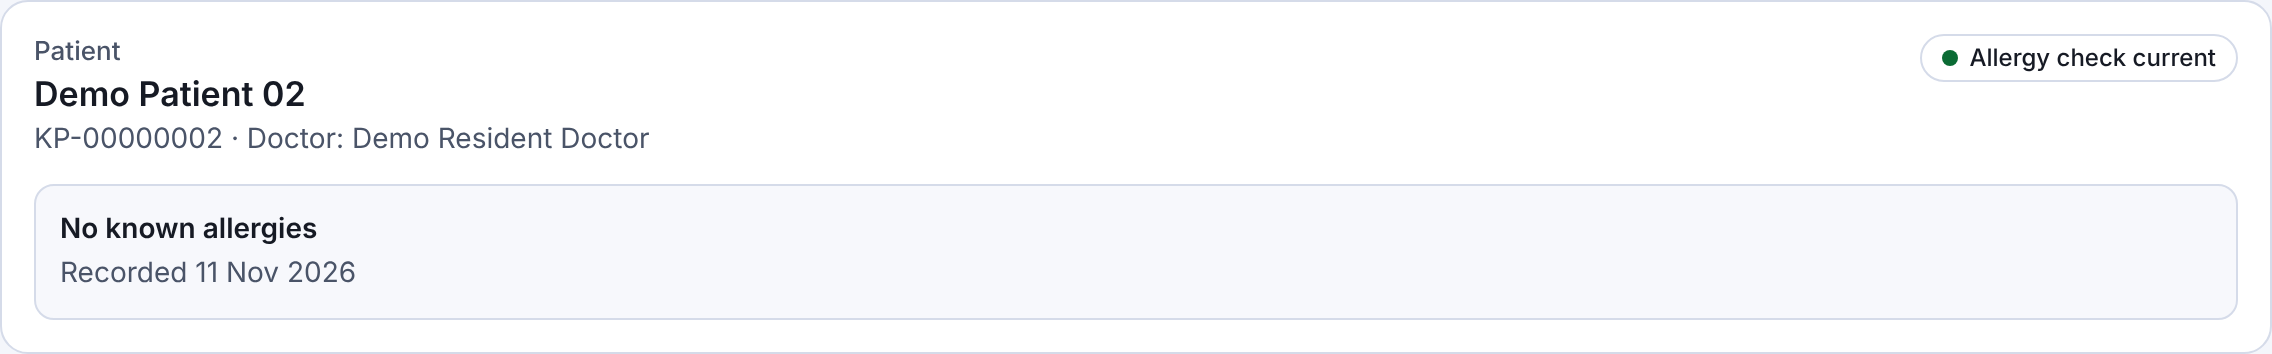 Patient
Demo Patient 02
KP-00000002 · Doctor: Demo Resident Doctor
Allergy check current
No known allergies
Recorded 11 Nov 2026